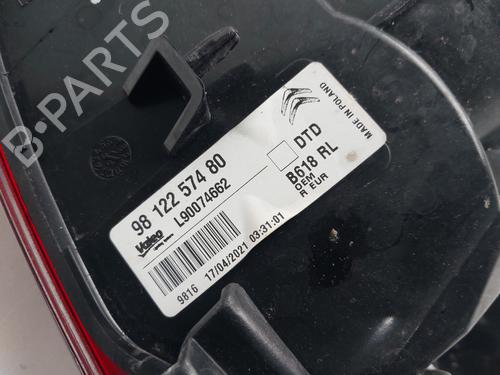 98 122 574 80
DTD
MADE IN POLAND
Valeo
L90074662
B618 RL
OEM
R EUR
9816 17/04/2021 03:31:01